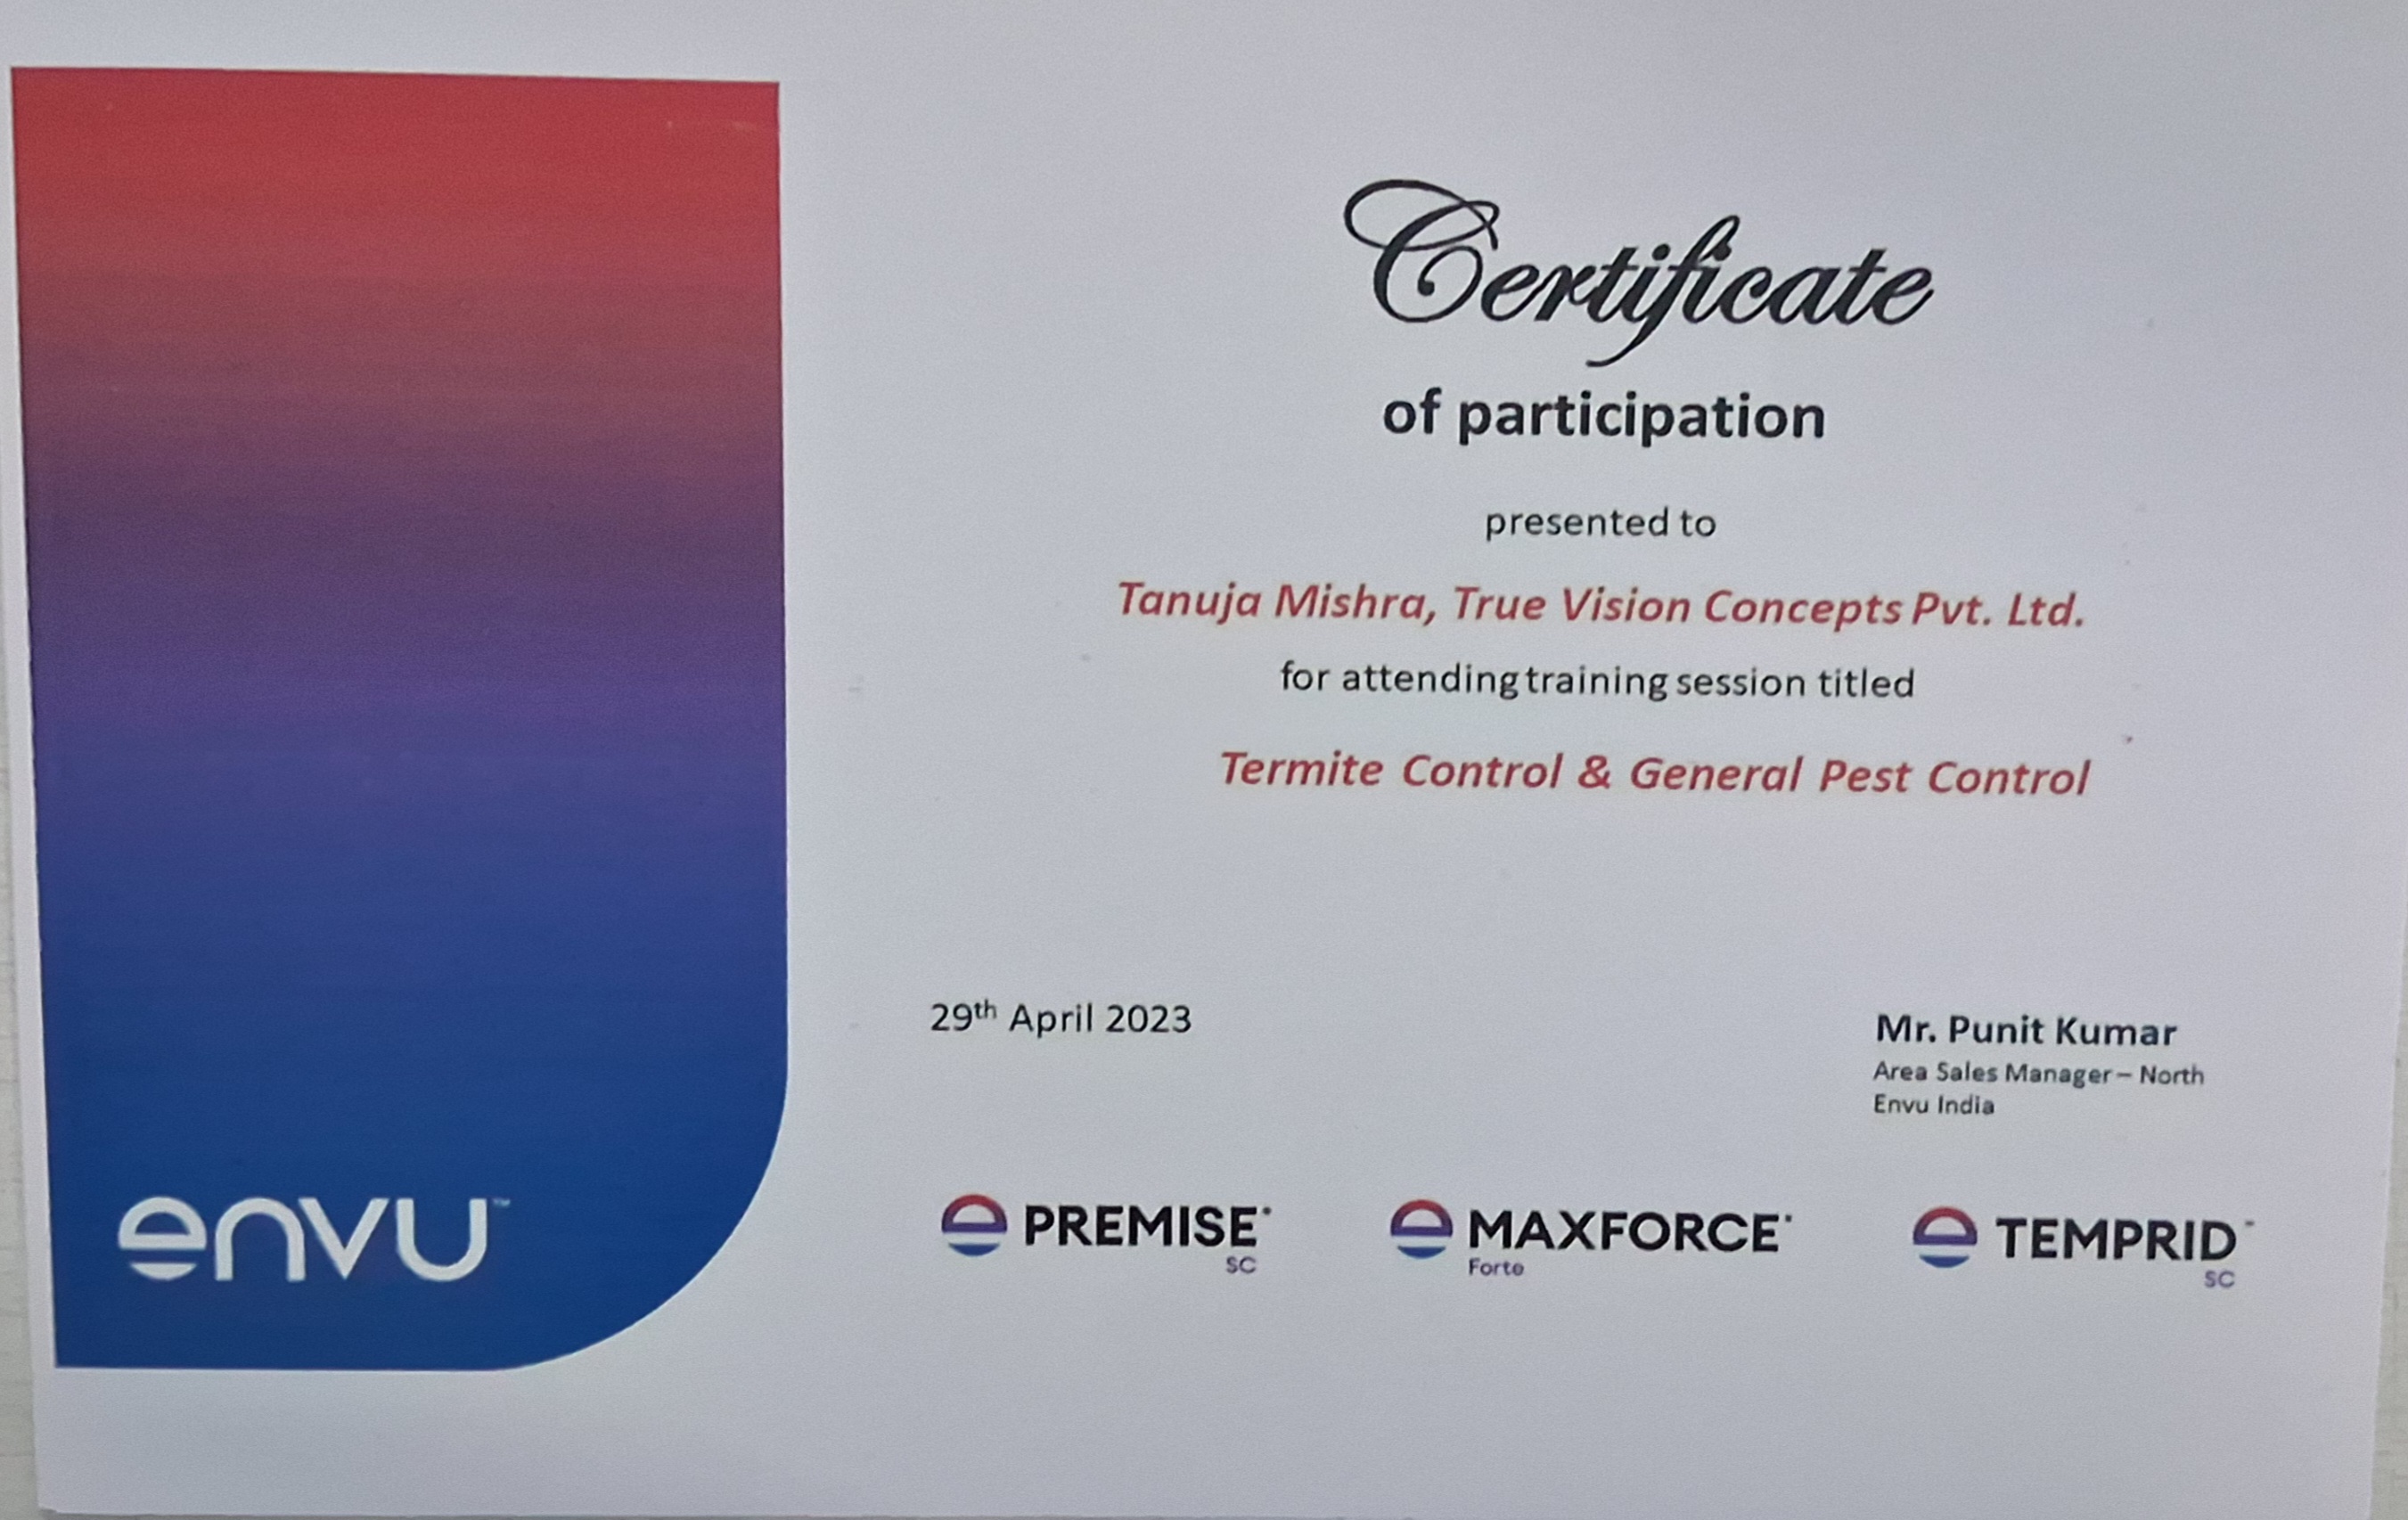 Certificate
of participation
presented to
Tanuja Mishra, True Vision Concepts Pvt. Ltd.
for attending training session titled
Termite Control & General Pest Control
29th April 2023
Mr. Punit Kumar
Area Sales Manager – North
Envu India
envu™
PREMISE
SC
MAXFORCE
Forte
TEMPRID
SC